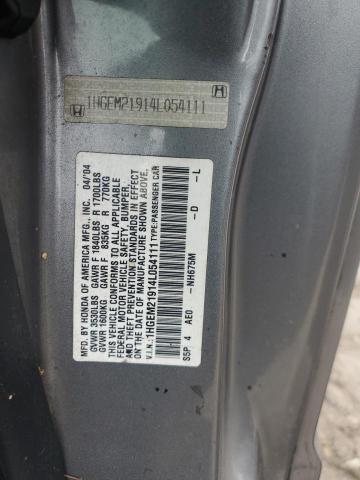 1HGEM21914L054111
MFD. BY HONDA OF AMERICA MFG., INC. 04/04
GVWR 3530LBS GAWR F 1840LBS R 1700LBS
GVWR 1600KG GAWR F 835KG R 770KG
THIS VEHICLE CONFORMS TO ALL APPLICABLE
FEDERAL MOTOR VEHICLE SAFETY, BUMPER,
AND THEFT PREVENTION STANDARDS IN EFFECT
ON THE DATE OF MANUFACTURE SHOWN ABOVE.
V.I.N.: 1HGEM21914L054111 TYPE: PASSENGER CAR
S5P 4 AE0 -NH675M -D -L